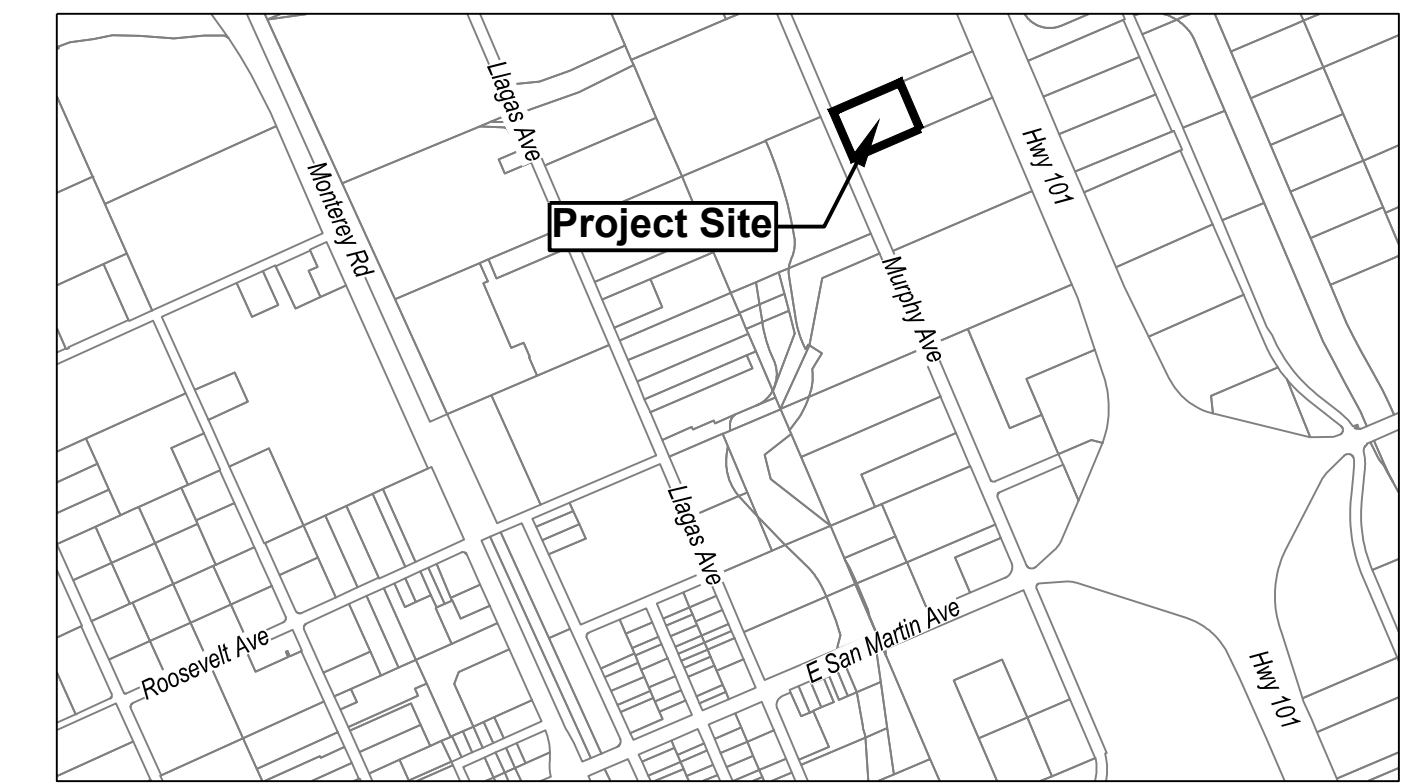 Llagas Ave
Monterey Rd
Hwy 101
Project Site
Murphy Ave
Llagas Ave
Roosevelt Ave
E San Martin Ave
Hwy 101